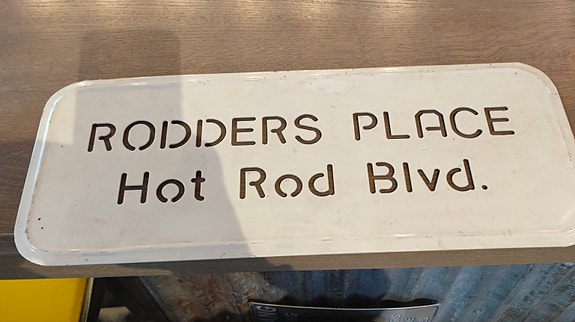 RODDERS PLACE
Hot Rod Blvd.